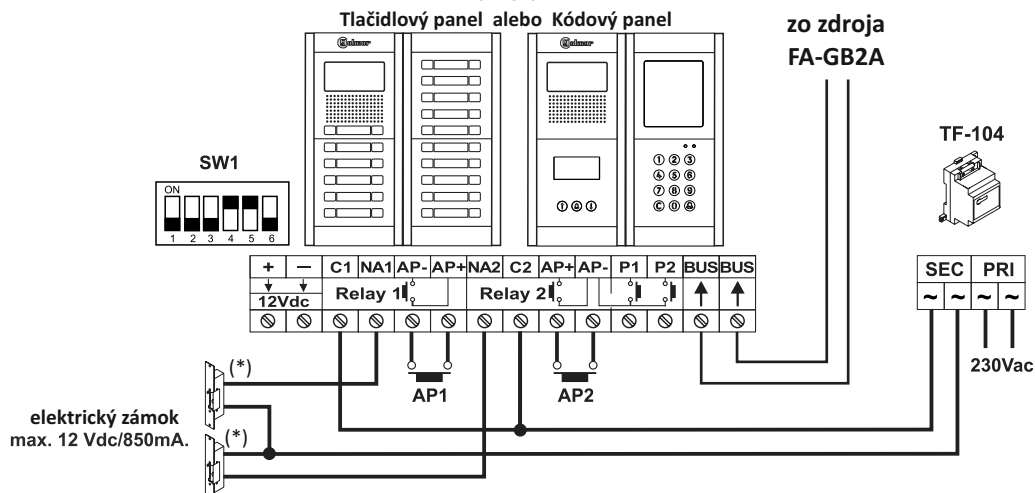 Tlačidlový panel alebo Kódový panel
zo zdroja
FA-GB2A
Golmar
Golmar
TF-104
SW1
ON
1 2 3 4 5 6
1 2 3
4 5 6
7 8 9
C 0
+ — C1 NA1 AP- AP+ NA2 C2 AP+ AP- P1 P2 BUS BUS
12Vdc Relay 1 Relay 2
SEC PRI
~ ~ ~ ~
230Vac
(*)
AP1 AP2
elektrický zámok
max. 12 Vdc/850mA.
(*)